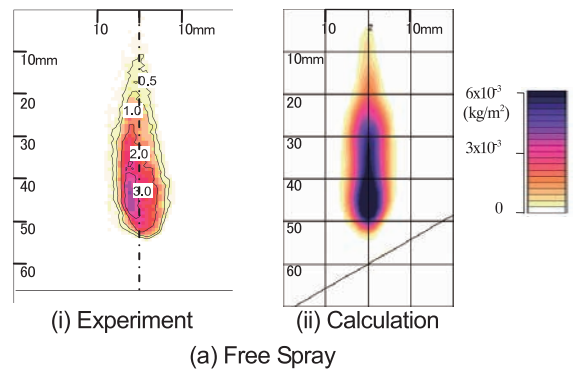 10 10mm 10 10mm
10mm 0.5 10mm 6x10⁻³
(kg/m²)
20 1.0 20
30 30 3x10⁻³
2.0
40 3.0 40
0
50 50
60 60
(i) Experiment (ii) Calculation
(a) Free Spray